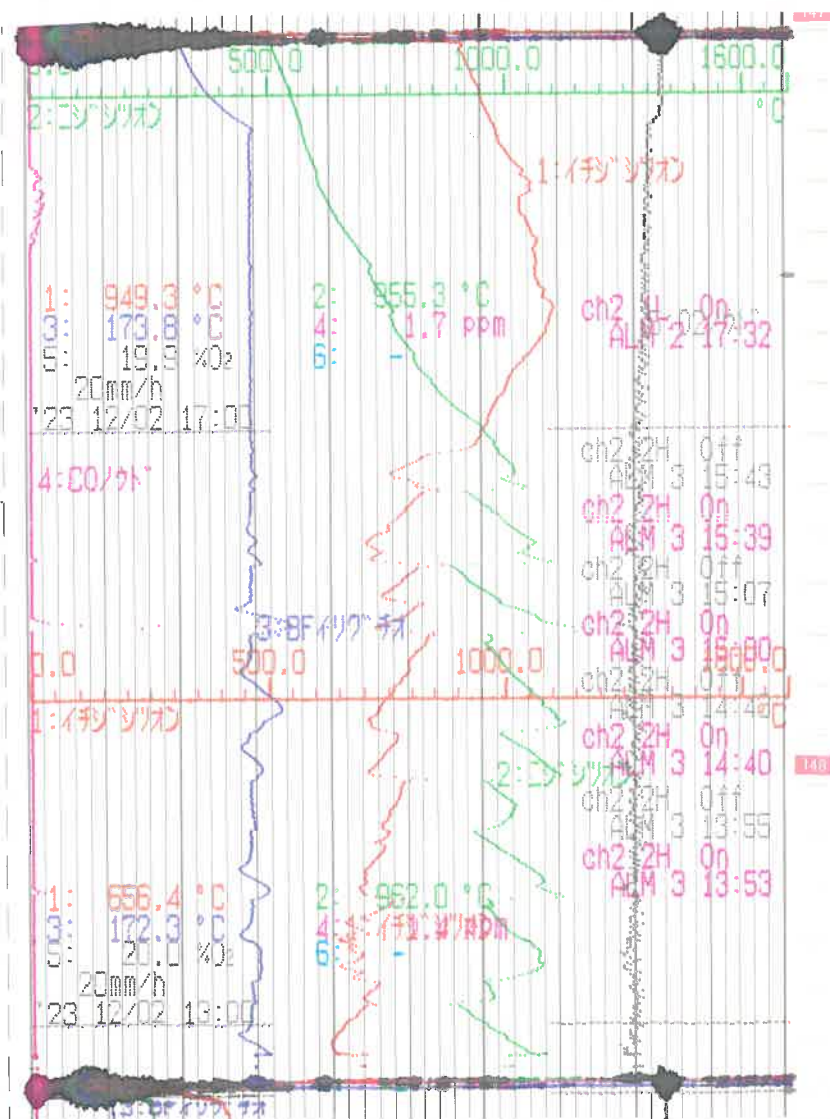 147
500.0 1000.0 1600.0
°C
2:ニジシツオン
1:イチジシツオン
1: 949.3 °C 2: 955.3 °C
3: 173.8 °C 4: 1.7 ppm
5: 19.9 %O₂ 6: -
20mm/h
'23 12/02 17:00
ch2 H On
17:32
4:COノウド
ch2 2H Off
ALM 3 15:43
ch2 2H On
ALM 3 15:39
ch2 2H Off
ALM 3 15:07
ch2 2H On
ALM 3
3:BFイリグチオ
0.0 500.0 1000.0
°C
1:イチジシツオン
ch2 2H Off
ch2 2H On
ALM 3 14:40
2:ニジシツオン
148
ch2 2H Off
ALM 3 13:55
ch2 2H On
ALM 3 13:53
1: 656.4 °C 2: 962.0 °C
3: 172.3 °C 4:
5: %O₂ 6: -
20mm/h
'23 12/02 13:00
3:BFイリグチオ